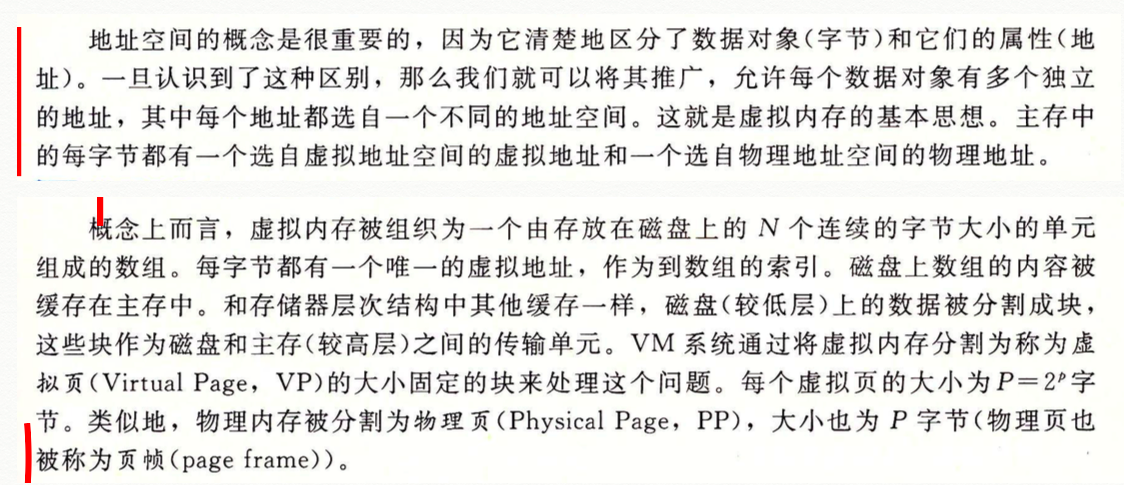 地址空间的概念是很重要的，因为它清楚地区分了数据对象(字节)和它们的属性(地
址)。一旦认识到了这种区别，那么我们就可以将其推广，允许每个数据对象有多个独立
的地址，其中每个地址都选自一个不同的地址空间。这就是虚拟内存的基本思想。主存中
的每字节都有一个选自虚拟地址空间的虚拟地址和一个选自物理地址空间的物理地址。
概念上而言，虚拟内存被组织为一个由存放在磁盘上的 N 个连续的字节大小的单元
组成的数组。每字节都有一个唯一的虚拟地址，作为到数组的索引。磁盘上数组的内容被
缓存在主存中。和存储器层次结构中其他缓存一样，磁盘(较低层)上的数据被分割成块，
这些块作为磁盘和主存(较高层)之间的传输单元。VM 系统通过将虚拟内存分割为称为虚
拟页(Virtual Page，VP)的大小固定的块来处理这个问题。每个虚拟页的大小为 P＝2ᵖ 字
节。类似地，物理内存被分割为物理页(Physical Page，PP)，大小也为 P 字节(物理页也
被称为页帧(page frame))。